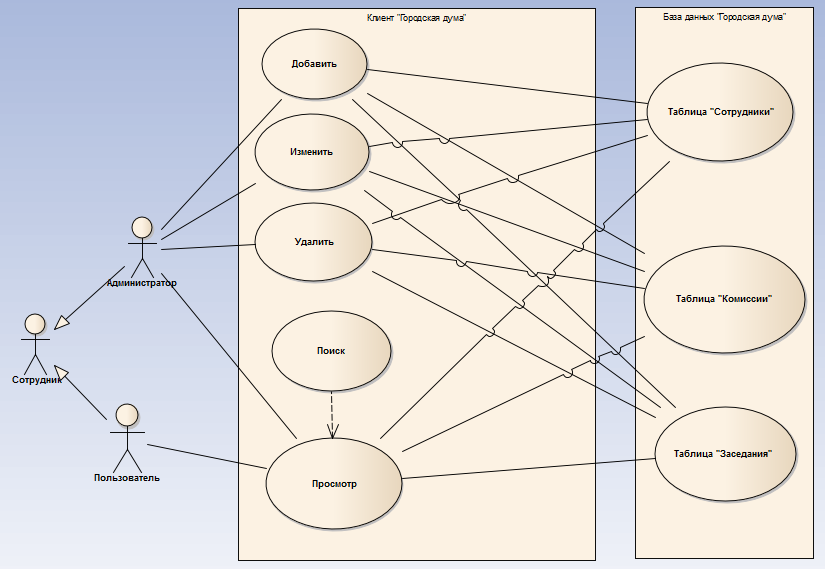 Клиент "Городская дума"
База данных "Городская дума"
Добавить
Изменить
Удалить
Поиск
Просмотр
Таблица "Сотрудники"
Таблица "Комиссии"
Таблица "Заседания"
Администратор
Сотрудник
Пользователь